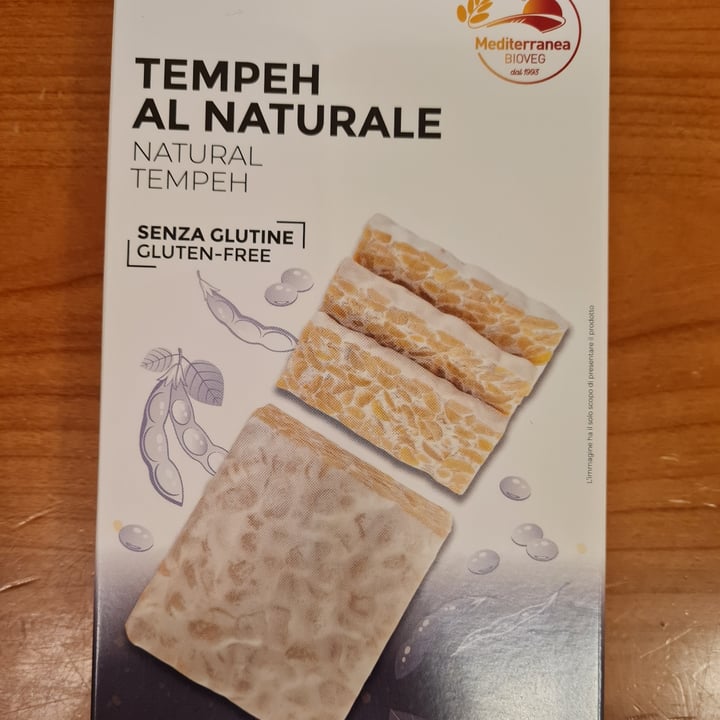 Mediterranea
BIOVEG
dal 1993
TEMPEH
AL NATURALE
NATURAL
TEMPEH
SENZA GLUTINE
GLUTEN-FREE
L'immagine ha il solo scopo di presentare il prodotto